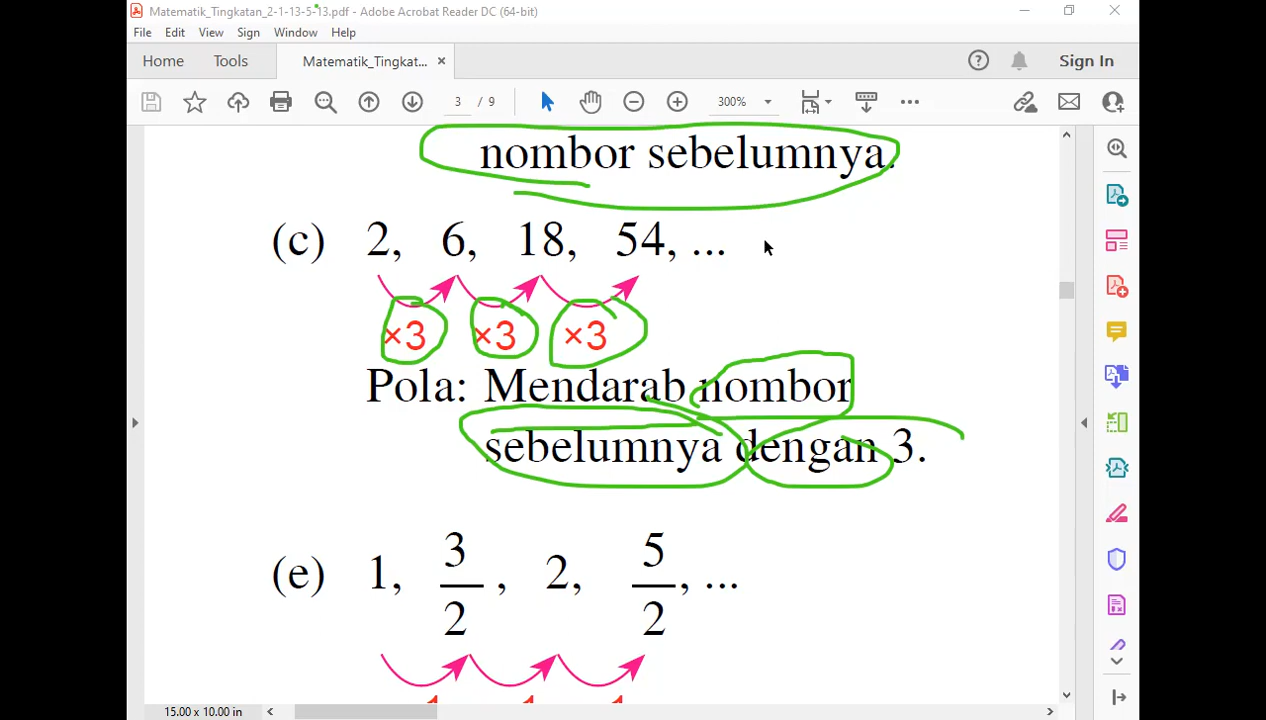 Matematik_Tingkatan_2-1-13-5-13.pdf - Adobe Acrobat Reader DC (64-bit)
File Edit View Sign Window Help
Home Tools Matematik_Tingkat... × Sign In
3 / 9 300%
nombor sebelumnya.
(c) 2, 6, 18, 54, ...
×3 ×3 ×3
Pola: Mendarab nombor
sebelumnya dengan 3.
(e) 1, 3/2, 2, 5/2, ...
15.00 x 10.00 in